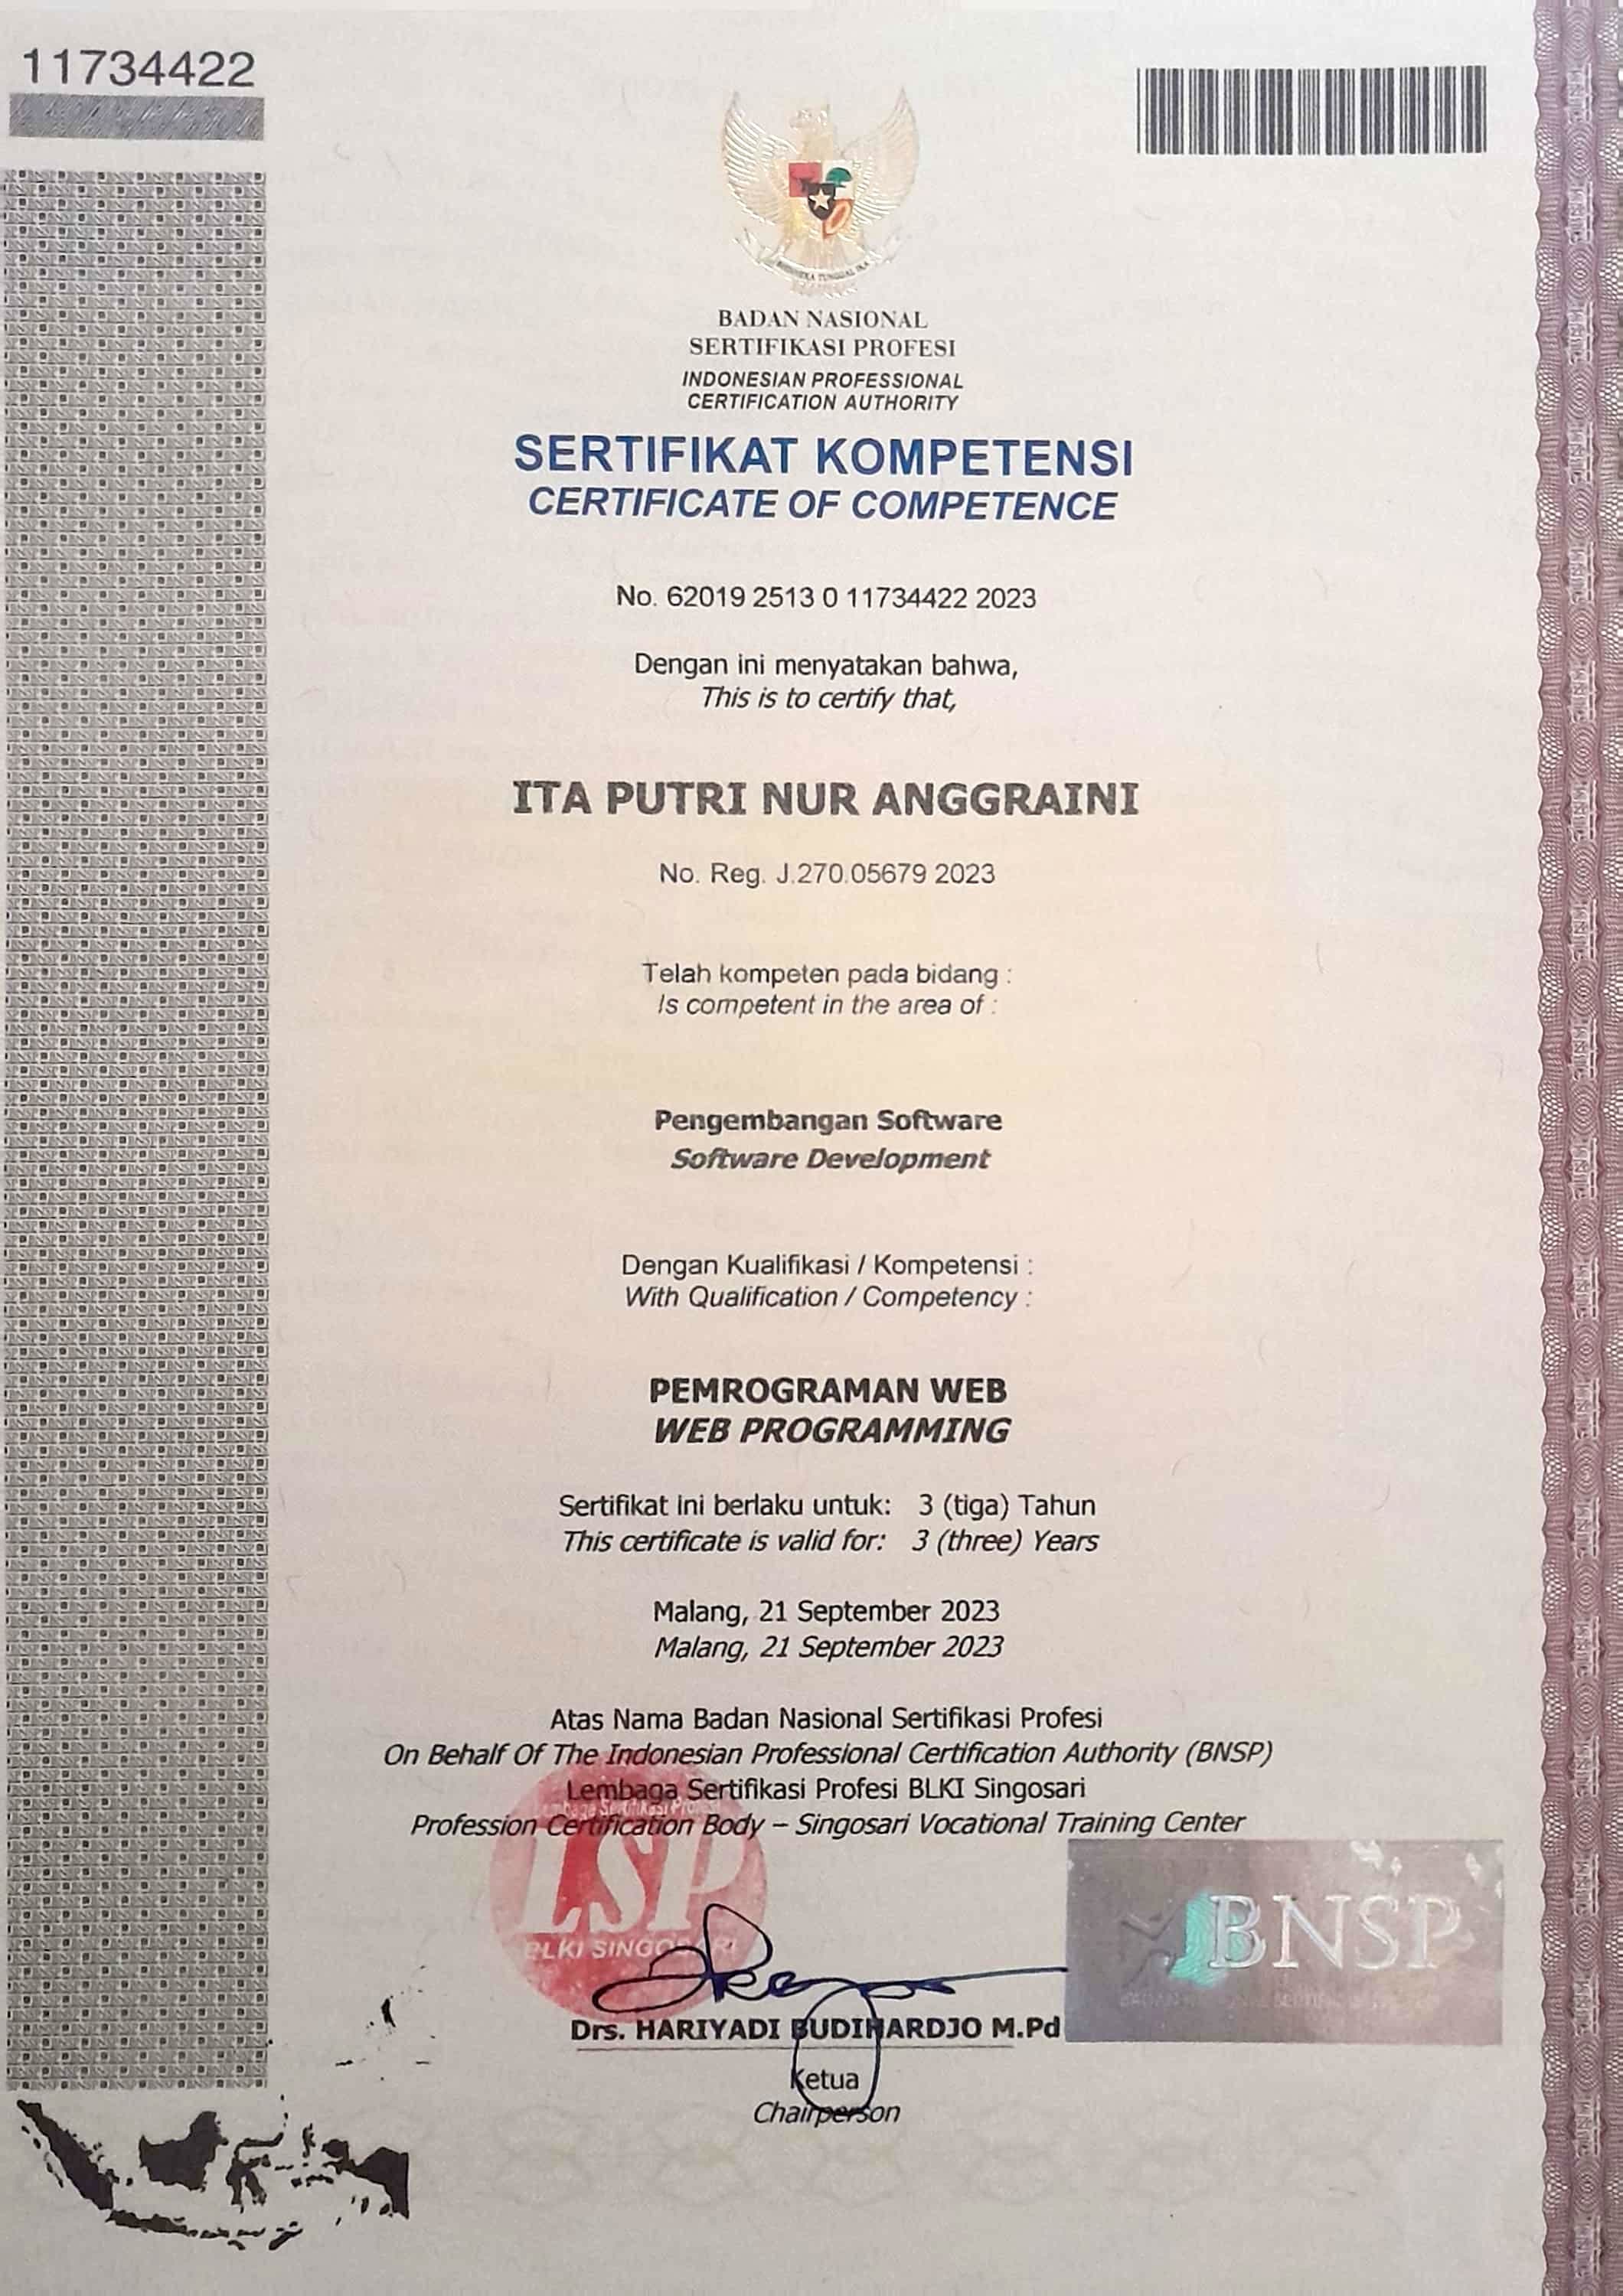 11734422
BADAN NASIONAL
SERTIFIKASI PROFESI
INDONESIAN PROFESSIONAL
CERTIFICATION AUTHORITY
SERTIFIKAT KOMPETENSI
CERTIFICATE OF COMPETENCE
No. 62019 2513 0 11734422 2023
Dengan ini menyatakan bahwa,
This is to certify that,
ITA PUTRI NUR ANGGRAINI
No. Reg. J.270.05679 2023
Telah kompeten pada bidang :
Is competent in the area of :
Pengembangan Software
Software Development
Dengan Kualifikasi / Kompetensi :
With Qualification / Competency :
PEMROGRAMAN WEB
WEB PROGRAMMING
Sertifikat ini berlaku untuk: 3 (tiga) Tahun
This certificate is valid for: 3 (three) Years
Malang, 21 September 2023
Malang, 21 September 2023
Atas Nama Badan Nasional Sertifikasi Profesi
On Behalf Of The Indonesian Professional Certification Authority (BNSP)
Lembaga Sertifikasi Profesi BLKI Singosari
Profession Certification Body – Singosari Vocational Training Center
Lembaga Sertifikasi Profesi
LSP
BLKI SINGOSARI
BNSP
Drs. HARIYADI BUDIHARDJO M.Pd
Ketua
Chairperson